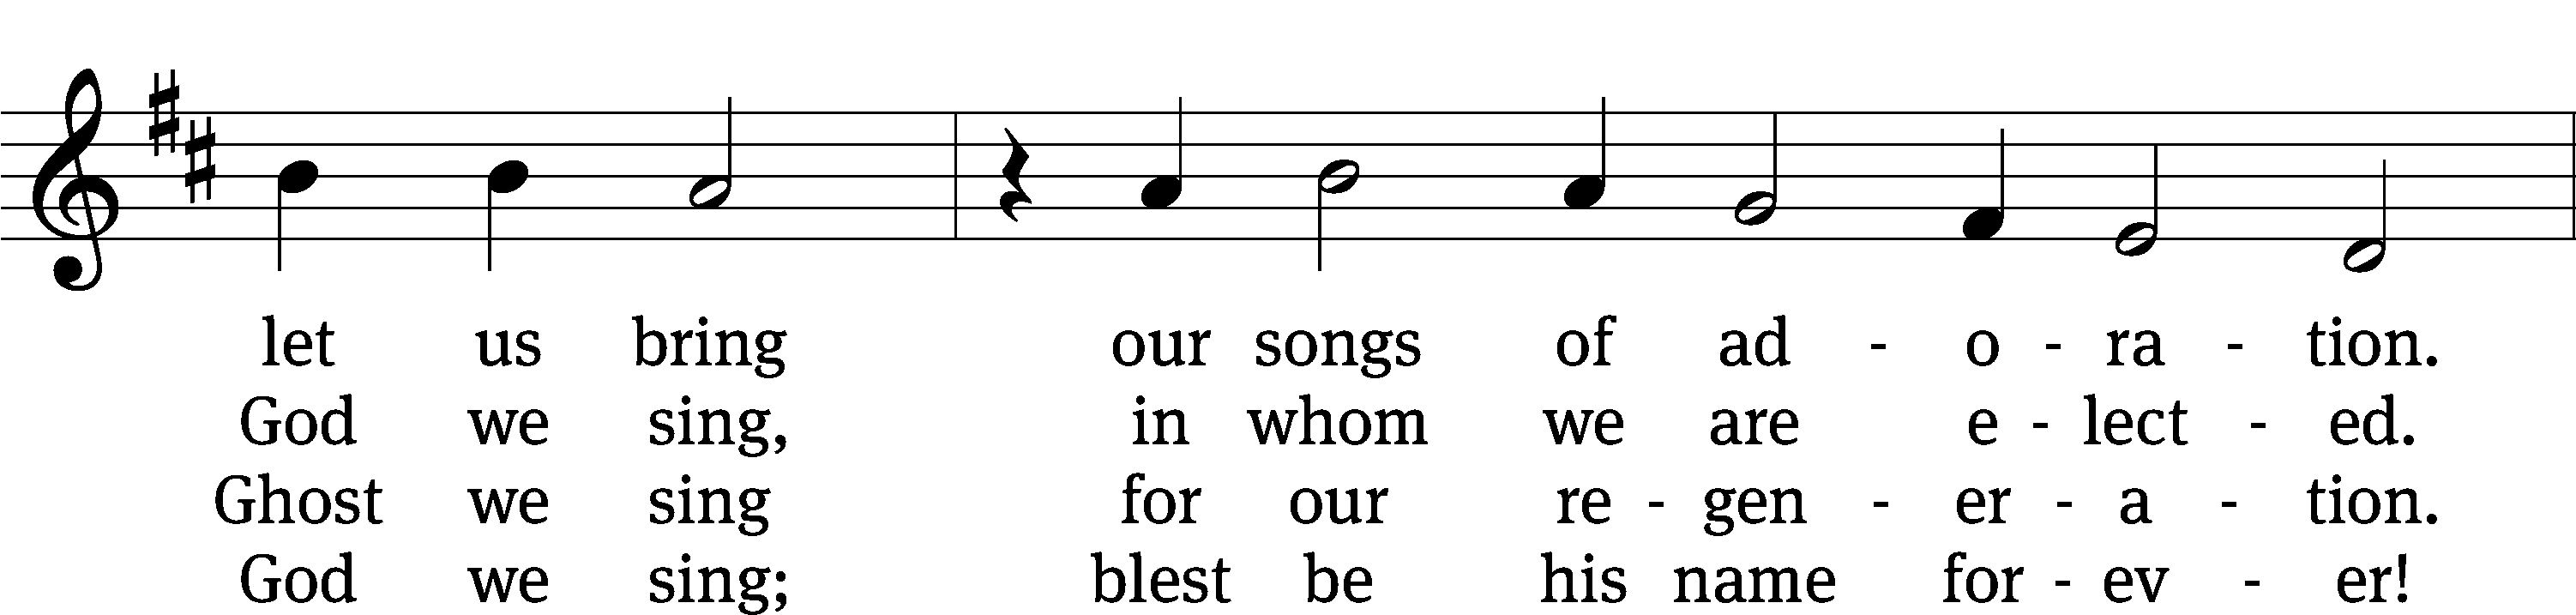 let us bring our songs of ad - o - ra - tion.
God we sing, in whom we are e - lect - ed.
Ghost we sing for our re - gen - er - a - tion.
God we sing; blest be his name for - ev - er!